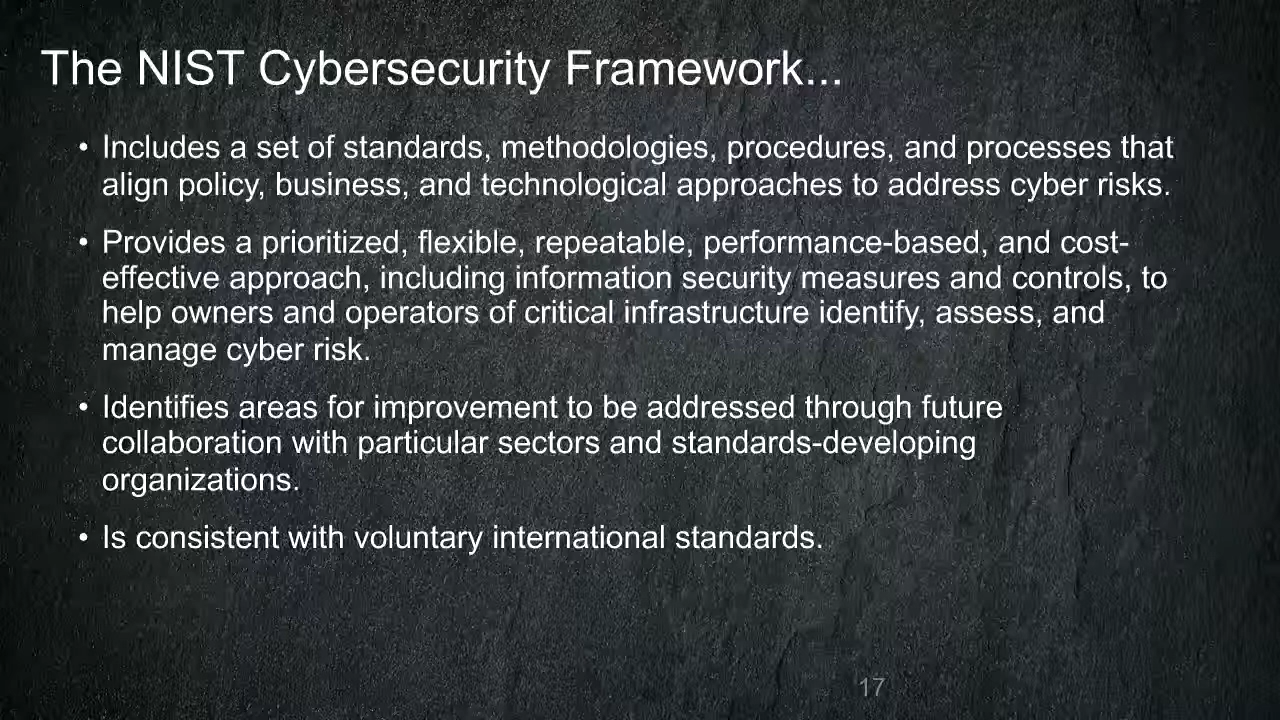 The NIST Cybersecurity Framework...
• Includes a set of standards, methodologies, procedures, and processes that
align policy, business, and technological approaches to address cyber risks.
• Provides a prioritized, flexible, repeatable, performance-based, and cost-
effective approach, including information security measures and controls, to
help owners and operators of critical infrastructure identify, assess, and
manage cyber risk.
• Identifies areas for improvement to be addressed through future
collaboration with particular sectors and standards-developing
organizations.
• Is consistent with voluntary international standards.
17